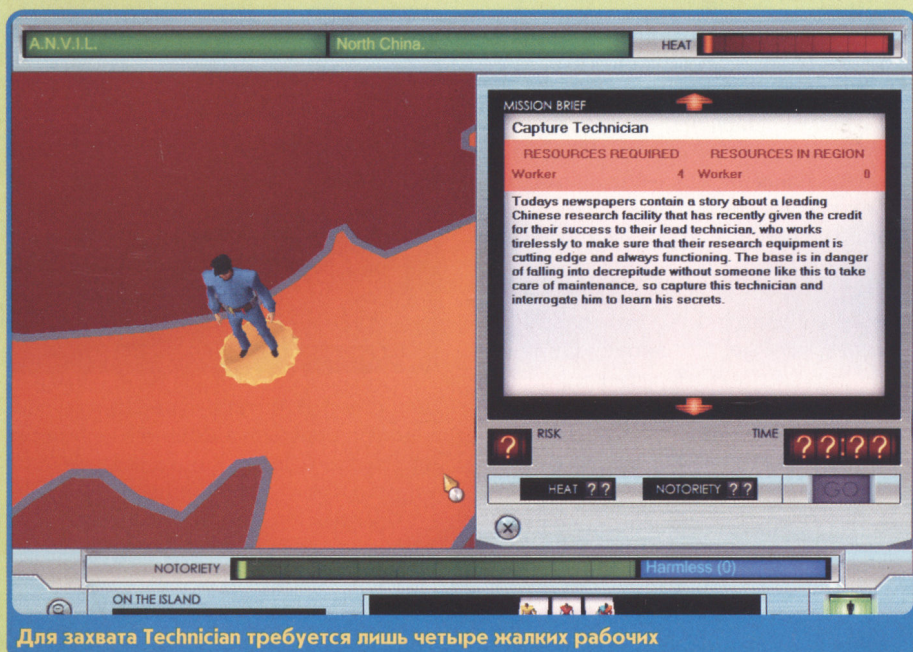 A.N.V.I.L.
North China.
HEAT
MISSION BRIEF
Capture Technician
RESOURCES REQUIRED
RESOURCES IN REGION
Worker 4
Worker 0
Todays newspapers contain a story about a leading
Chinese research facility that has recently given the credit
for their success to their lead technician, who works
tirelessly to make sure that their research equipment is
cutting edge and always functioning. The base is in danger
of falling into decrepitude without someone like this to take
care of maintenance, so capture this technician and
interrogate him to learn his secrets.
? RISK
TIME ??:??
HEAT ??
NOTORIETY ??
GO
NOTORIETY
Harmless (0)
ON THE ISLAND
Для захвата Technician требуется лишь четыре жалких рабочих